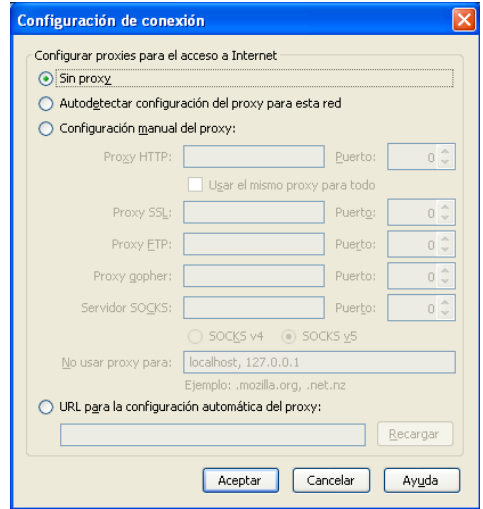 Configuración de conexión
Configurar proxies para el acceso a Internet
Sin proxy
Autodetectar configuración del proxy para esta red
Configuración manual del proxy:
Proxy HTTP: Puerto: 0
Usar el mismo proxy para todo
Proxy SSL: Puerto: 0
Proxy FTP: Puerto: 0
Proxy gopher: Puerto: 0
Servidor SOCKS: Puerto: 0
SOCKS v4 SOCKS v5
No usar proxy para: localhost, 127.0.0.1
Ejemplo: .mozilla.org, .net.nz
URL para la configuración automática del proxy:
Recargar
Aceptar Cancelar Ayuda